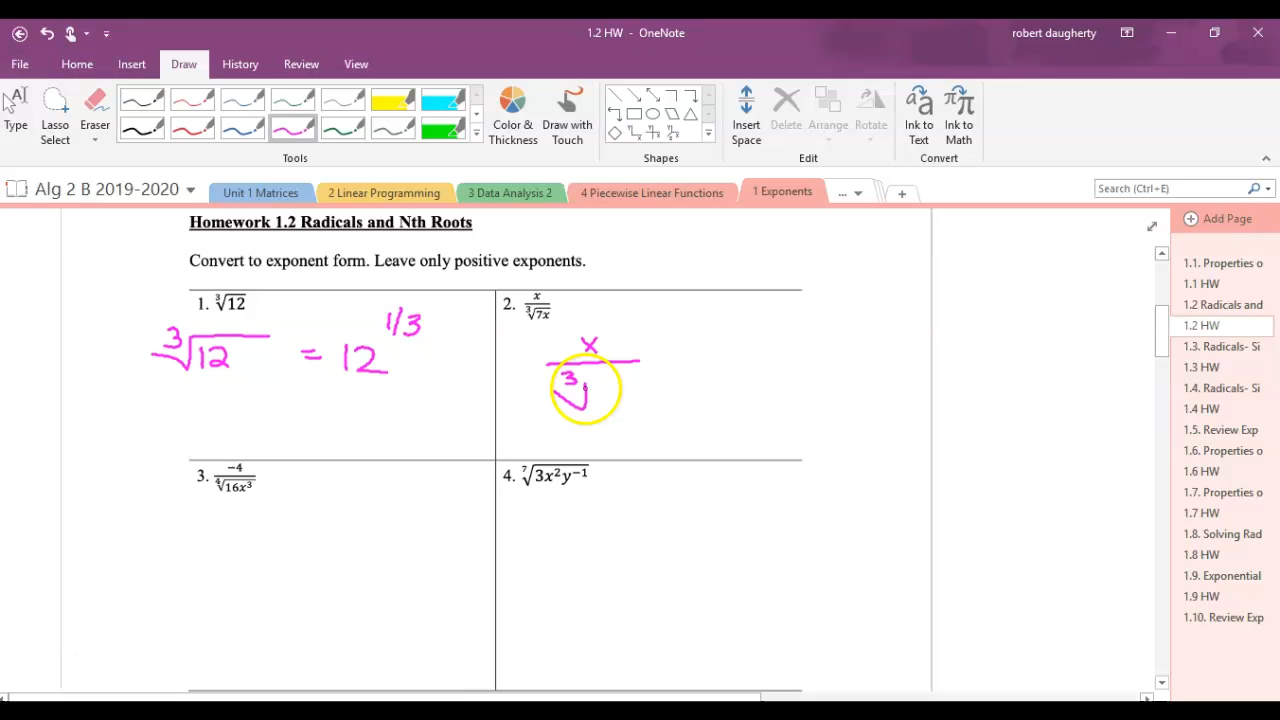 1.2 HW - OneNote
robert daugherty
File Home Insert Draw History Review View
Type Lasso Select Eraser Color & Thickness Draw with Touch Insert Space Delete Arrange Rotate Ink to Text Ink to Math
Tools Shapes Edit Convert
Alg 2 B 2019-2020 Unit 1 Matrices 2 Linear Programming 3 Data Analysis 2 4 Piecewise Linear Functions 1 Exponents ... + Search (Ctrl+E)
Homework 1.2 Radicals and Nth Roots
Convert to exponent form. Leave only positive exponents.
1. ∛12
∛12 = 12^1/3
2. x/∛7x
x
3√
3. -4/∜16x³
4. ⁷√3x²y⁻¹
Add Page
1.1. Properties o
1.1 HW
1.2 Radicals and
1.2 HW
1.3. Radicals- Si
1.3 HW
1.4. Radicals- Si
1.4 HW
1.5. Review Exp
1.6. Properties o
1.6 HW
1.7. Properties o
1.7 HW
1.8. Solving Rad
1.8 HW
1.9. Exponential
1.9 HW
1.10. Review Exp